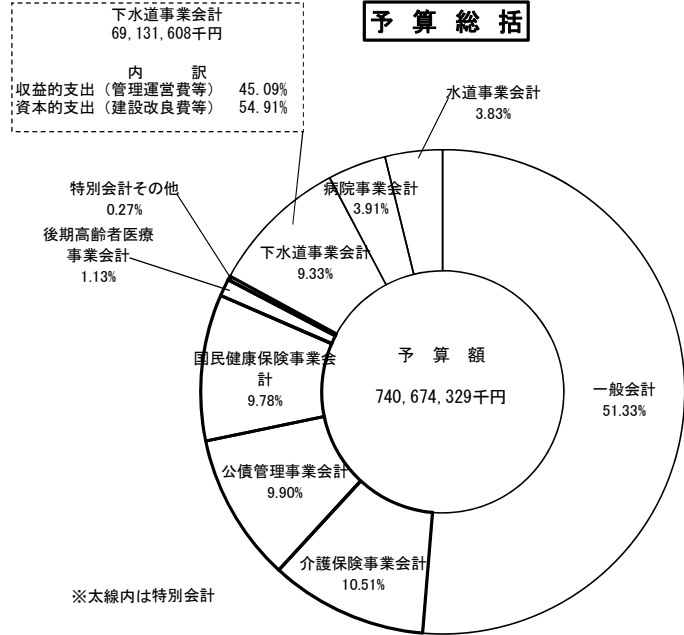 予算総括
下水道事業会計
69,131,608千円
内　　　訳
収益的支出（管理運営費等）　45.09%
資本的支出（建設改良費等）　54.91%
水道事業会計
3.83%
病院事業会計
3.91%
下水道事業会計
9.33%
特別会計その他
0.27%
後期高齢者医療
事業会計
1.13%
国民健康保険事業会
計
9.78%
公債管理事業会計
9.90%
介護保険事業会計
10.51%
一般会計
51.33%
予　算　額
740,674,329千円
※太線内は特別会計